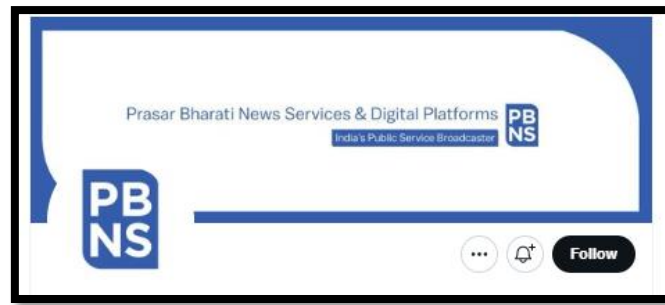 Prasar Bharati News Services & Digital Platforms
India's Public Service Broadcaster
PB
NS
PB
NS
Follow